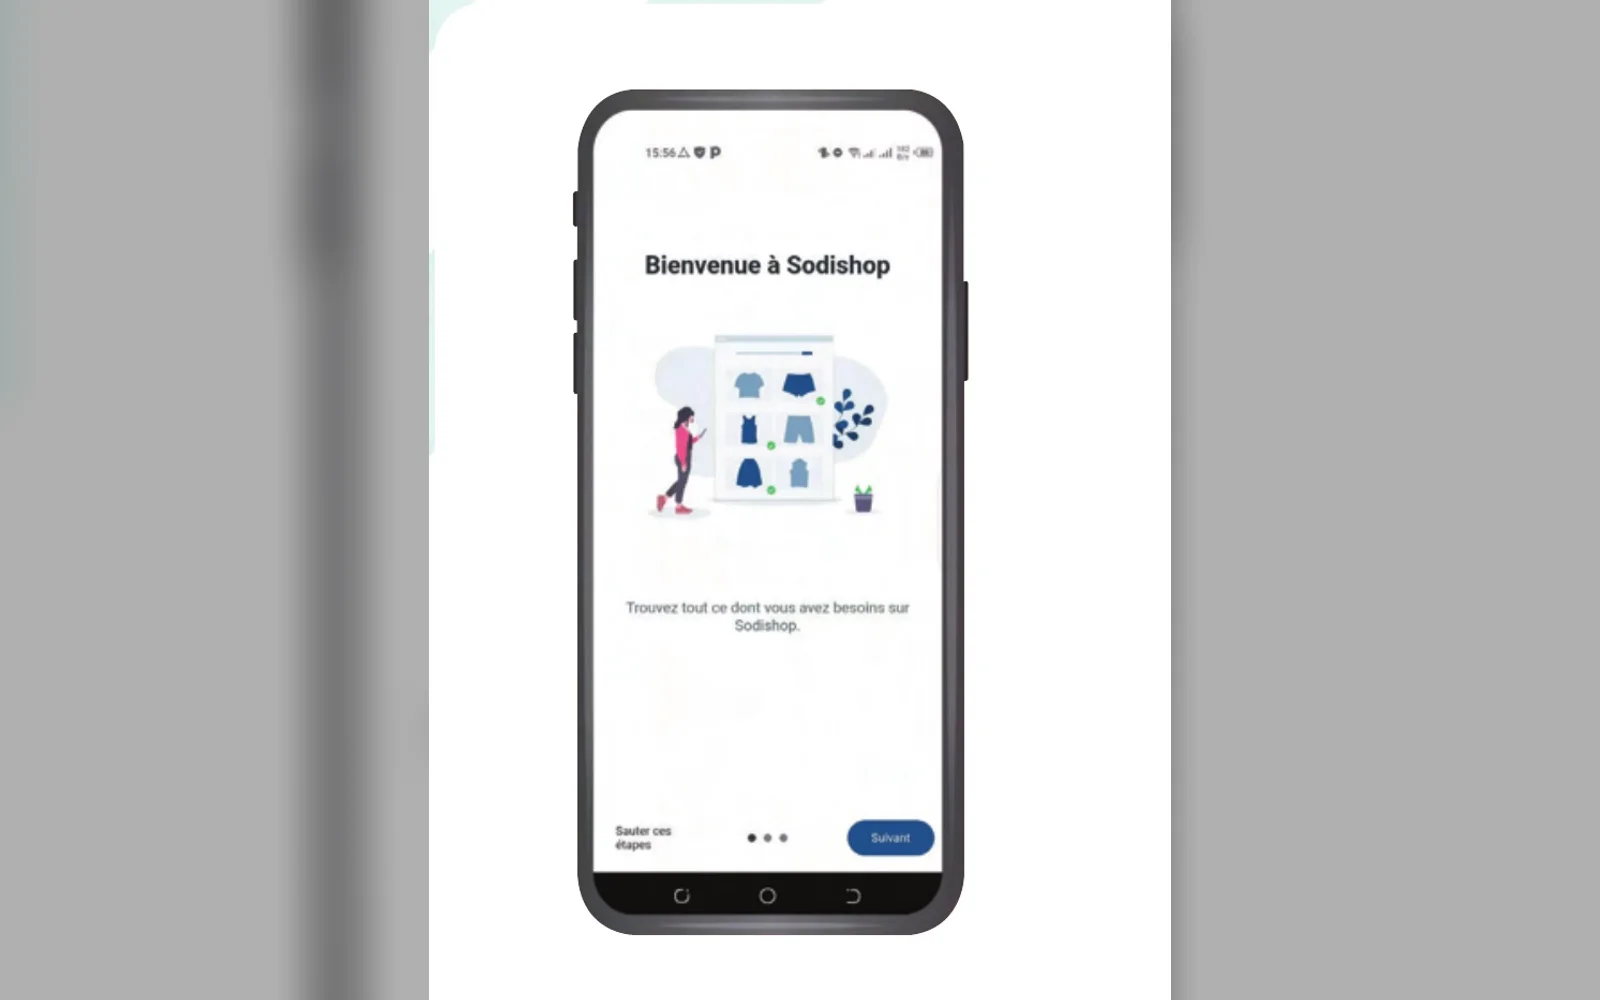 15:56
Bienvenue à Sodishop
Trouvez tout ce dont vous avez besoins sur
Sodishop.
Sauter ces
étapes
Suivant